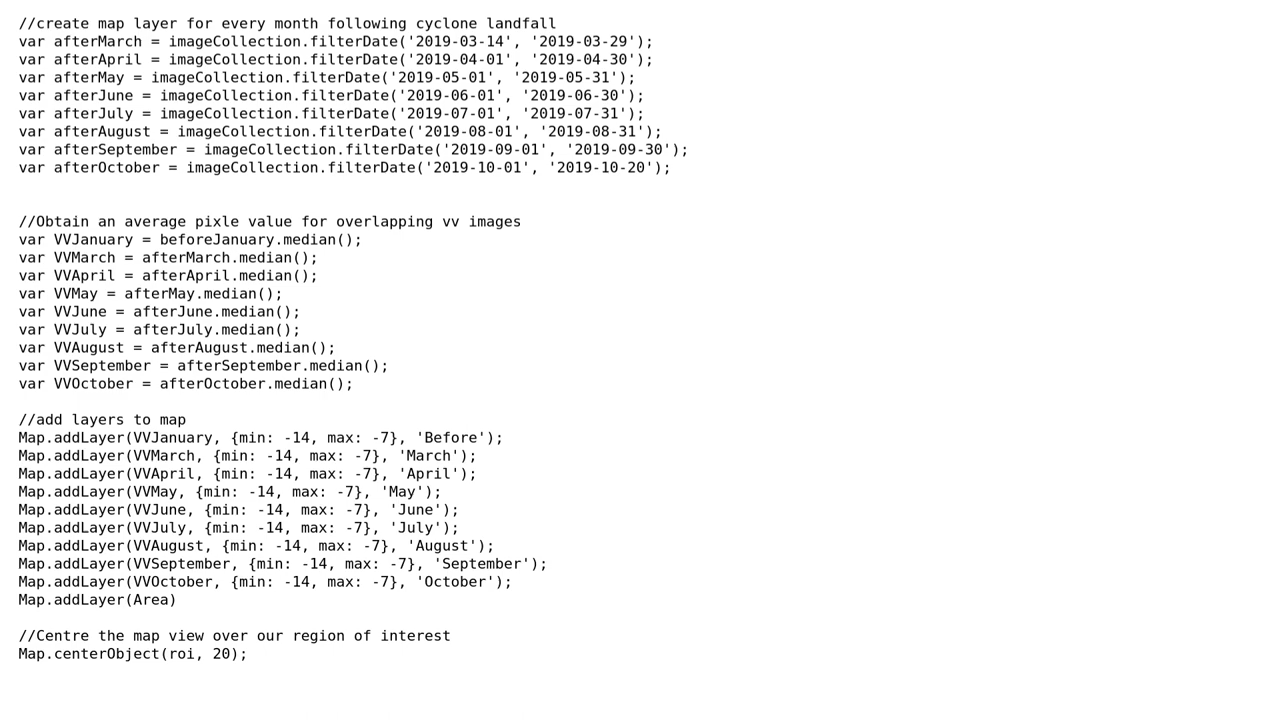 //create map layer for every month following cyclone landfall
var afterMarch = imageCollection.filterDate('2019-03-14', '2019-03-29');
var afterApril = imageCollection.filterDate('2019-04-01', '2019-04-30');
var afterMay = imageCollection.filterDate('2019-05-01', '2019-05-31');
var afterJune = imageCollection.filterDate('2019-06-01', '2019-06-30');
var afterJuly = imageCollection.filterDate('2019-07-01', '2019-07-31');
var afterAugust = imageCollection.filterDate('2019-08-01', '2019-08-31');
var afterSeptember = imageCollection.filterDate('2019-09-01', '2019-09-30');
var afterOctober = imageCollection.filterDate('2019-10-01', '2019-10-20');
//Obtain an average pixle value for overlapping vv images
var VVJanuary = beforeJanuary.median();
var VVMarch = afterMarch.median();
var VVApril = afterApril.median();
var VVMay = afterMay.median();
var VVJune = afterJune.median();
var VVJuly = afterJuly.median();
var VVAugust = afterAugust.median();
var VVSeptember = afterSeptember.median();
var VVOctober = afterOctober.median();
//add layers to map
Map.addLayer(VVJanuary, {min: -14, max: -7}, 'Before');
Map.addLayer(VVMarch, {min: -14, max: -7}, 'March');
Map.addLayer(VVApril, {min: -14, max: -7}, 'April');
Map.addLayer(VVMay, {min: -14, max: -7}, 'May');
Map.addLayer(VVJune, {min: -14, max: -7}, 'June');
Map.addLayer(VVJuly, {min: -14, max: -7}, 'July');
Map.addLayer(VVAugust, {min: -14, max: -7}, 'August');
Map.addLayer(VVSeptember, {min: -14, max: -7}, 'September');
Map.addLayer(VVOctober, {min: -14, max: -7}, 'October');
Map.addLayer(Area)
//Centre the map view over our region of interest
Map.centerObject(roi, 20);